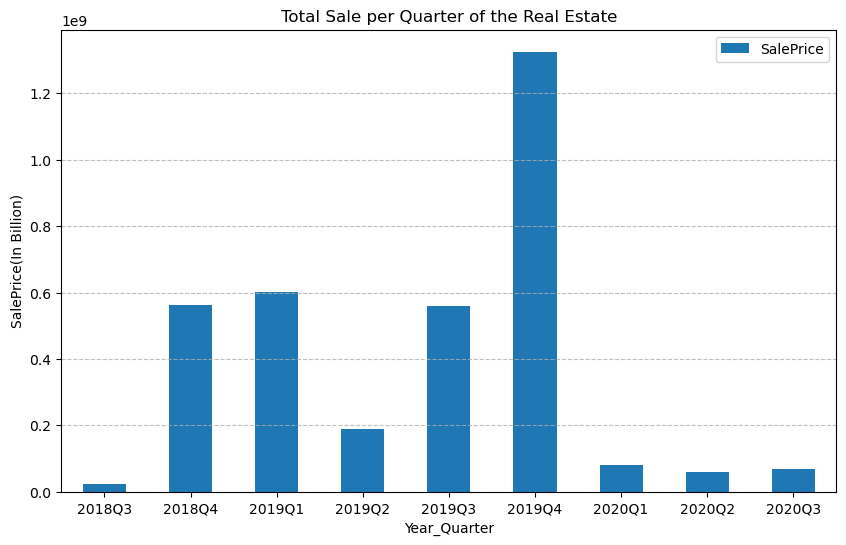 Total Sale per Quarter of the Real Estate
1e9
SalePrice
1.2
1.0
0.8
0.6
0.4
0.2
0.0
SalePrice(In Billion)
2018Q3 2018Q4 2019Q1 2019Q2 2019Q3 2019Q4 2020Q1 2020Q2 2020Q3
Year_Quarter